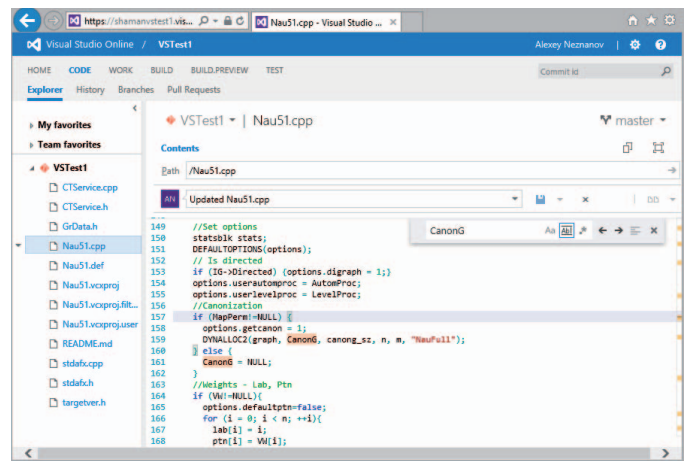 https://shamanvstest1.vis...
Nau51.cpp - Visual Studio ...
Visual Studio Online / VSTest1
Alexey Neznanov | ?
HOME CODE WORK BUILD BUILD.PREVIEW TEST
Commit id
Explorer History Branches Pull Requests
My favorites
Team favorites
VSTest1
CTService.cpp
CTService.h
GrData.h
Nau51.cpp
Nau51.def
Nau51.vcxproj
Nau51.vcxproj.filt...
Nau51.vcxproj.user
README.md
stdafx.cpp
stdafx.h
targetver.h
VSTest1 | Nau51.cpp
master
Contents
Path /Nau51.cpp
AN Updated Nau51.cpp
CanonG
Aa Ab| .*
149 //Set options
150 statsblk stats;
151 DEFAULTOPTIONS(options);
152 // Is directed
153 if (IG->Directed) {options.digraph = 1;}
154 options.userautomproc = AutomProc;
155 options.userlevelproc = LevelProc;
156 //Canonization
157 if (MapPerm!=NULL) {
158 options.getcanon = 1;
159 DYNALLOC2(graph, CanonG, canong_sz, n, m, "NauFull");
160 } else {
161 CanonG = NULL;
162 }
163 //Weights - Lab, Ptn
164 if (VW!=NULL){
165 options.defaultptn=false;
166 for (i = 0; i < n; ++i){
167 lab[i] = i;
168 ptn[i] = VW[i];